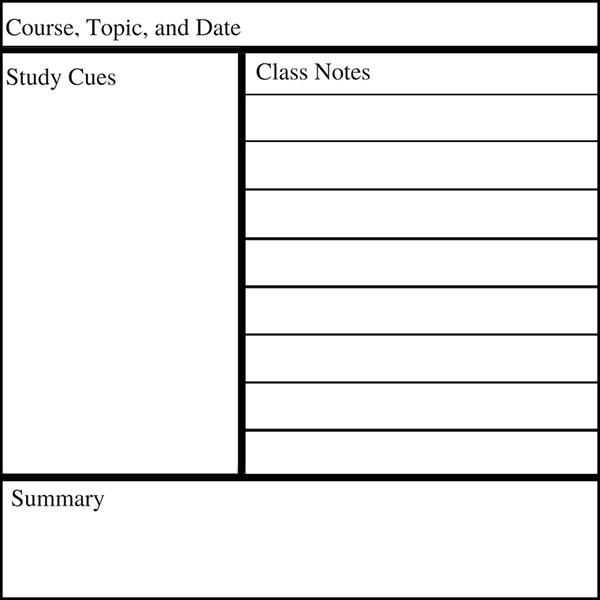 Course, Topic, and Date
Study Cues
Class Notes
Summary